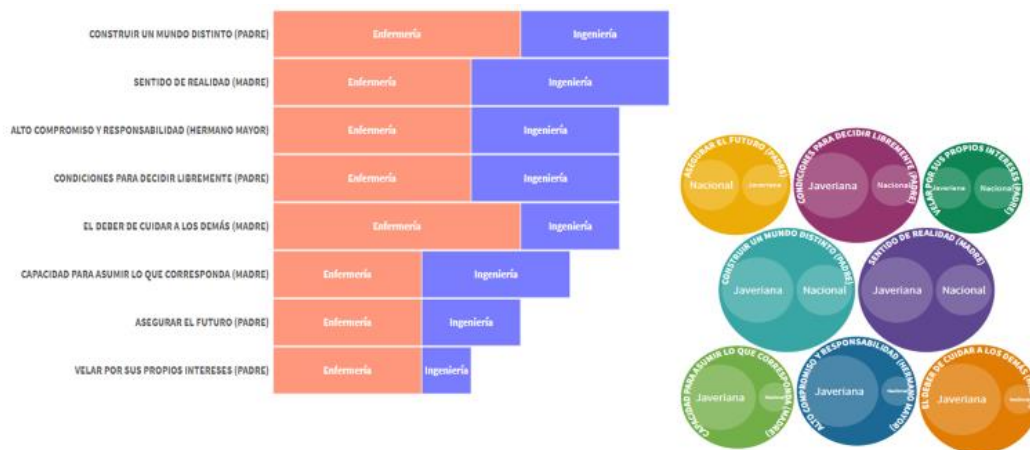 CONSTRUIR UN MUNDO DISTINTO (PADRE)
Enfermería
Ingeniería
SENTIDO DE REALIDAD (MADRE)
Enfermería
Ingeniería
ALTO COMPROMISO Y RESPONSABILIDAD (HERMANO MAYOR)
Enfermería
Ingeniería
CONDICIONES PARA DECIDIR LIBREMENTE (PADRE)
Enfermería
Ingeniería
EL DEBER DE CUIDAR A LOS DEMÁS (MADRE)
Enfermería
Ingeniería
CAPACIDAD PARA ASUMIR LO QUE CORRESPONDA (MADRE)
Enfermería
Ingeniería
ASEGURAR EL FUTURO (PADRE)
Enfermería
Ingeniería
VELAR POR SUS PROPIOS INTERESES (PADRE)
Enfermería
Ingeniería
ASEGURAR EL FUTURO (PADRE)
Nacional
Javeriana
CONDICIONES PARA DECIDIR LIBREMENTE (PADRE)
Javeriana
Nacional
VELAR POR SUS PROPIOS INTERESES (PADRE)
Javeriana
Nacional
CONSTRUIR UN MUNDO DISTINTO (PADRE)
Javeriana
Nacional
SENTIDO DE REALIDAD (MADRE)
Javeriana
Nacional
CAPACIDAD PARA ASUMIR LO QUE CORRESPONDA (MADRE)
Javeriana
Nacional
ALTO COMPROMISO Y RESPONSABILIDAD (HERMANO MAYOR)
Javeriana
Nacional
EL DEBER DE CUIDAR A LOS DEMÁS
Javeriana
Nacional